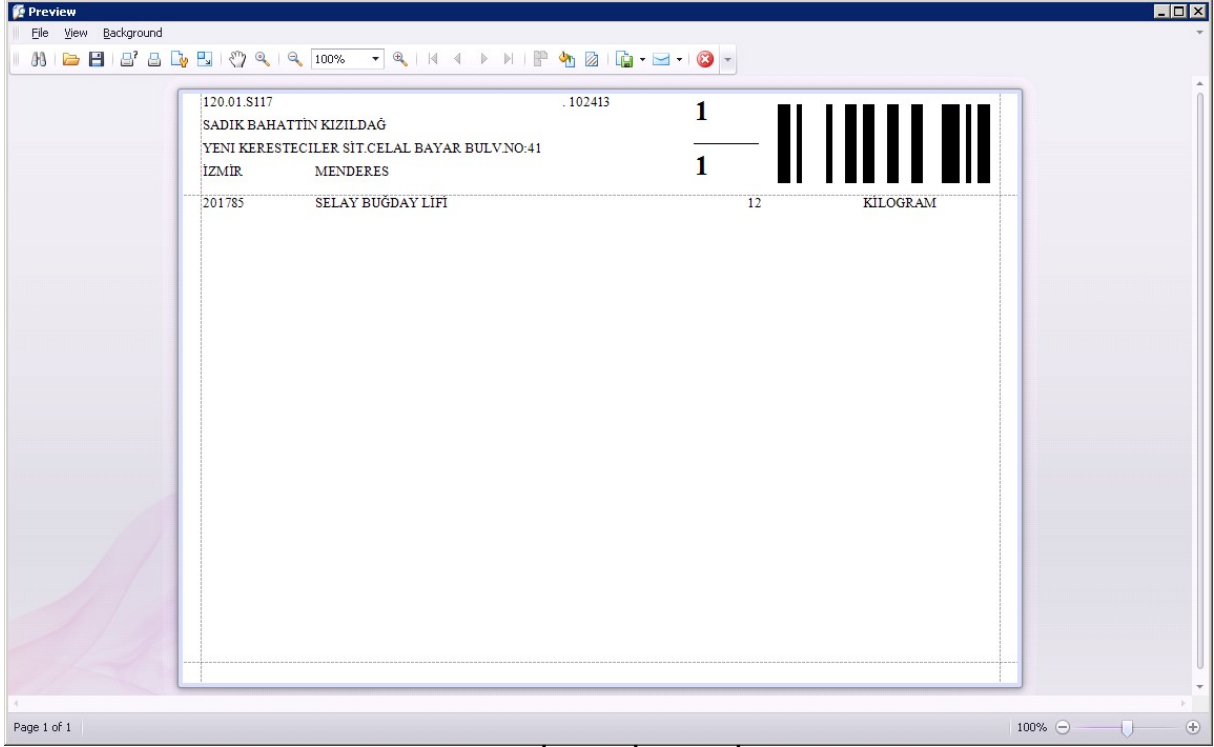 Preview
File View Background
100%
120.01.S117 . 102413 1
SADIK BAHATTİN KIZILDAĞ
YENI KERESTECILER SİT.CELAL BAYAR BULV.NO:41
İZMİR MENDERES 1
201785 SELAY BUĞDAY LİFİ 12 KİLOGRAM
Page 1 of 1 100%